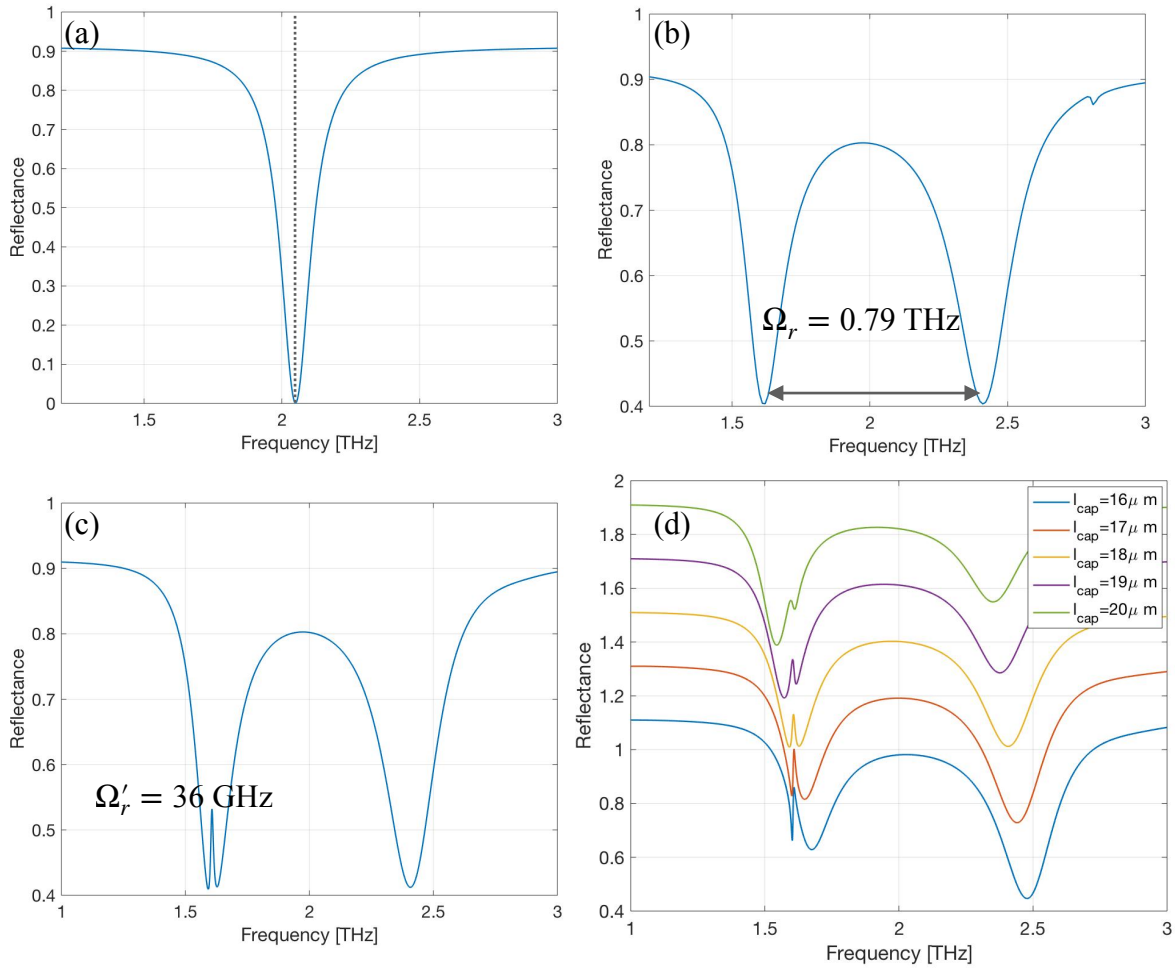 (a)
1
0.9
0.8
0.7
0.6
0.5
0.4
0.3
0.2
0.1
0
Reflectance
1.5
2
2.5
3
Frequency [THz]
(b)
1
0.9
0.8
0.7
0.6
0.5
0.4
Reflectance
Ωr = 0.79 THz
1.5
2
2.5
3
Frequency [THz]
(c)
1
0.9
0.8
0.7
0.6
0.5
0.4
Reflectance
Ω′r = 36 GHz
1
1.5
2
2.5
3
Frequency [THz]
(d)
2
1.8
1.6
1.4
1.2
1
0.8
0.6
0.4
Reflectance
lcap=16μ m
lcap=17μ m
lcap=18μ m
lcap=19μ m
lcap=20μ m
1
1.5
2
2.5
3
Frequency [THz]